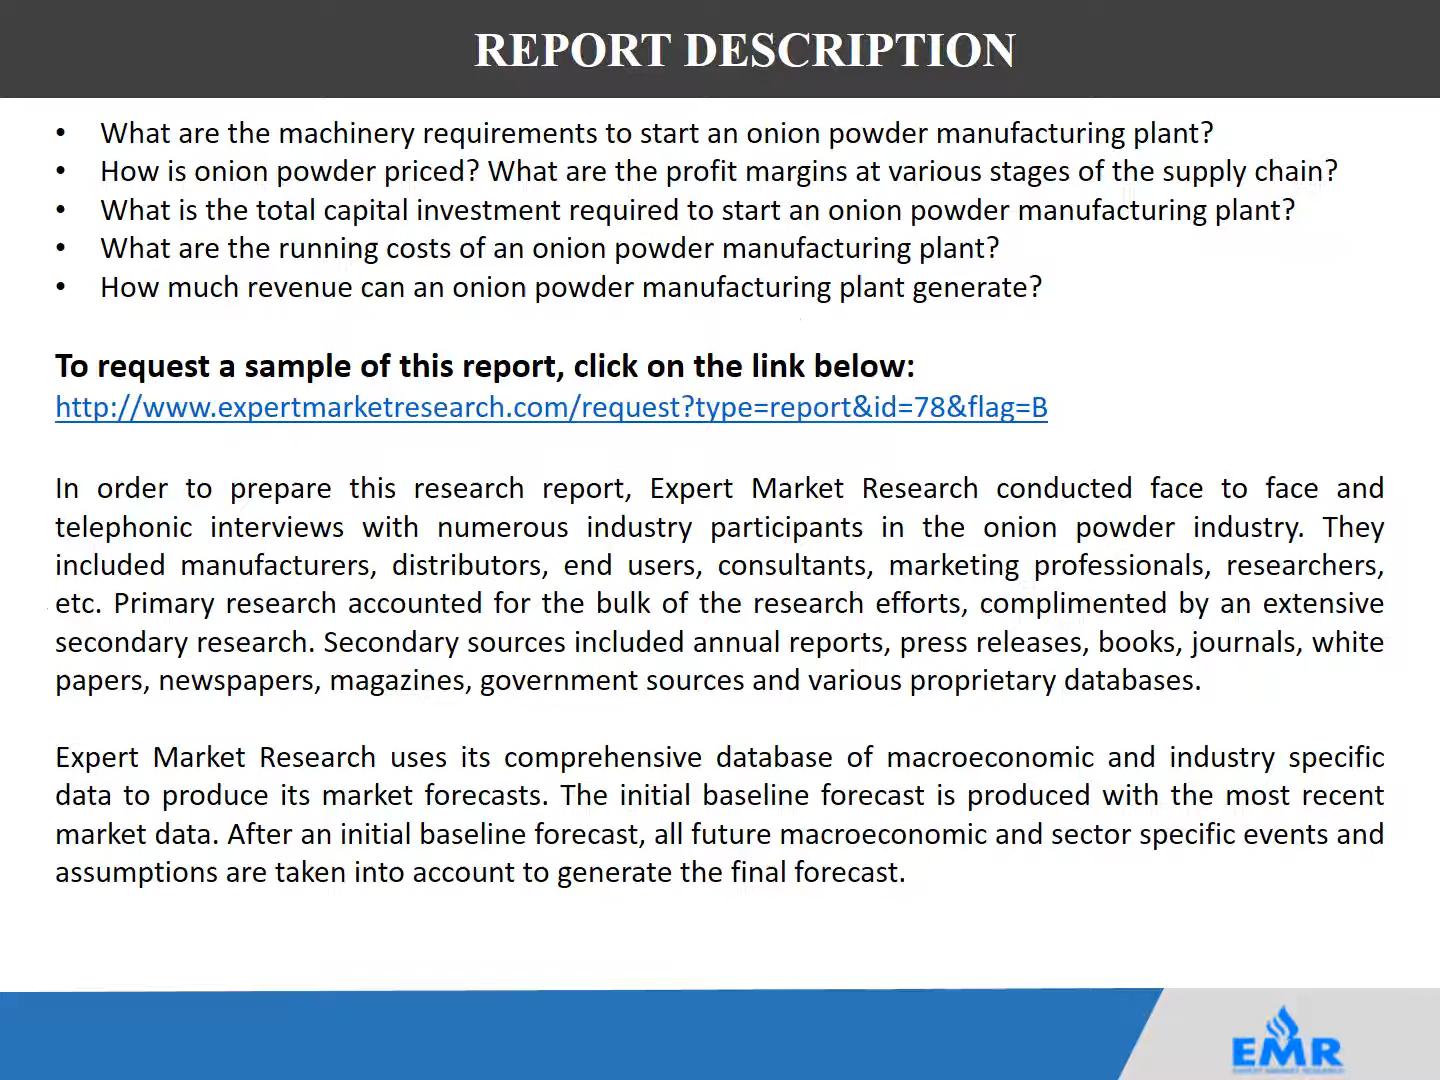 REPORT DESCRIPTION
• What are the machinery requirements to start an onion powder manufacturing plant?
• How is onion powder priced? What are the profit margins at various stages of the supply chain?
• What is the total capital investment required to start an onion powder manufacturing plant?
• What are the running costs of an onion powder manufacturing plant?
• How much revenue can an onion powder manufacturing plant generate?
To request a sample of this report, click on the link below:
http://www.expertmarketresearch.com/request?type=report&id=78&flag=B
In order to prepare this research report, Expert Market Research conducted face to face and
telephonic interviews with numerous industry participants in the onion powder industry. They
included manufacturers, distributors, end users, consultants, marketing professionals, researchers,
etc. Primary research accounted for the bulk of the research efforts, complimented by an extensive
secondary research. Secondary sources included annual reports, press releases, books, journals, white
papers, newspapers, magazines, government sources and various proprietary databases.
Expert Market Research uses its comprehensive database of macroeconomic and industry specific
data to produce its market forecasts. The initial baseline forecast is produced with the most recent
market data. After an initial baseline forecast, all future macroeconomic and sector specific events and
assumptions are taken into account to generate the final forecast.
EMR
EXPERT MARKET RESEARCH